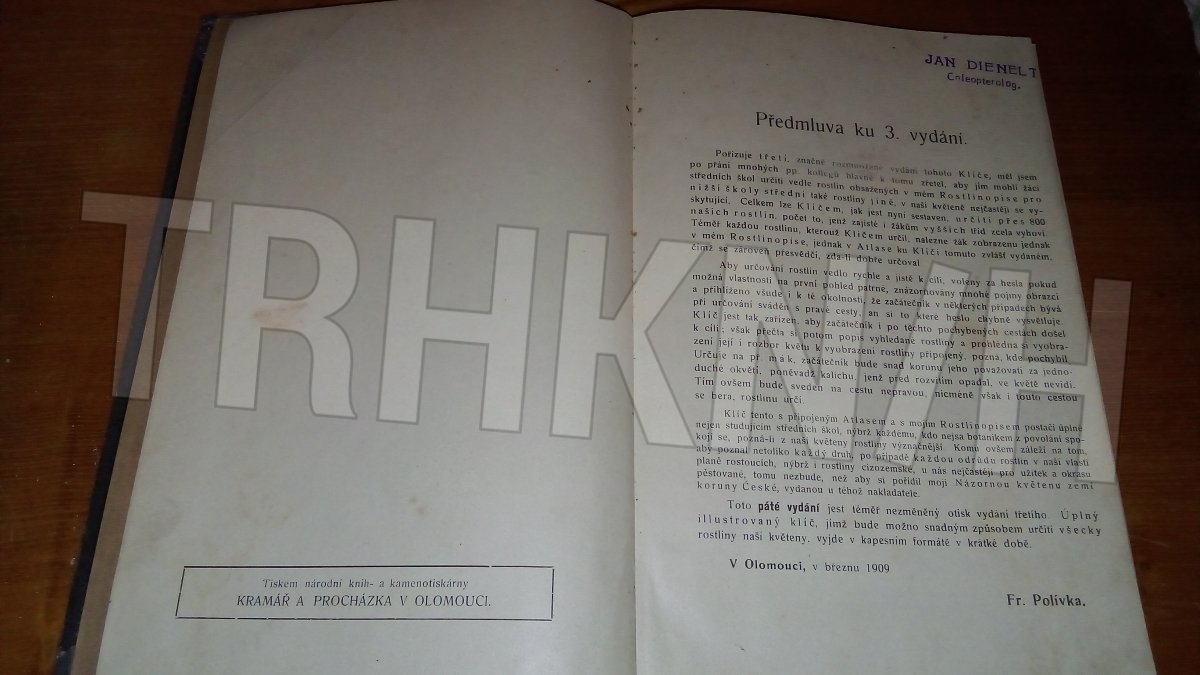 Tiskem národní knih- a kamenotiskárny
KRAMÁŘ A PROCHÁZKA V OLOMOUCI.
JAN DIENELT
Coleopterolog.
Předmluva ku 3. vydání.
Pořizuje třetí, značně rozmnožené vydání tohoto Klíče, měl jsem
po přání mnohých pp. kollegů hlavně k tomu zřetel, aby jím mohli žáci
středních škol určiti vedle rostlin obsažených v mém Rostlinopise pro
nižší školy střední také rostliny jiné, v naší květeně nejčastěji se vy-
skytující. Celkem lze Klíčem, jak jest nyní sestaven, určiti přes 800
našich rostlin, počet to, jenž zajisté i žákům vyšších tříd zcela vyhoví.
Téměř každou rostlinu, kterouž Klíčem určil, nalezne žák zobrazenu jednak
v mém Rostlinopise, jednak v Atlase ku Klíči tomuto zvlášť vydaném,
čímž se zároveň přesvědčí, zda-li dobře určoval.
Aby určování rostlin vedlo rychle a jistě k cíli, voleny za hesla pokud
možná vlastnosti na první pohled patrné, znázorňovány mnohé pojmy obrazci
a přihlíženo všude i k té okolnosti, že začátečník v některých případech bývá
při určování sváděn s pravé cesty, an si to které heslo chybně vysvětluje.
Klíč jest tak zařízen, aby začátečník i po těchto pochybených cestách došel
k cíli; však přečta si potom popis vyhledané rostliny a prohlédna si vyobra-
zení její i rozbor květu k vyobrazení rostliny připojený, pozná, kde pochybil.
Určuje na př. mák, začátečník bude snad korunu jeho považovati za jedno-
duché okvětí, poněvadž kalichu, jenž před rozvitím opadal, ve květě nevidí.
Tím ovšem bude sveden na cestu nepravou, nicméně však i touto cestou
se bera, rostlinu určí.
Klíč tento s připojeným Atlasem a s mojím Rostlinopisem postačí úplně
nejen studujícím středních škol, nýbrž každému, kdo nejsa botanikem z povolání spo-
kojí se, pozná-li z naší květeny rostliny význačnější. Komu ovšem záleží na tom,
aby poznal netoliko každý druh, po případě každou odrůdu rostlin v naší vlasti
planě rostoucích, nýbrž i rostliny cizozemské, u nás nejčastěji pro užitek a okrasu
pěstované, tomu nezbude, než aby si pořídil moji Názornou květenu zemí
koruny České, vydanou u téhož nakladatele.
Toto páté vydání jest téměř nezměněný otisk vydání třetího. Úplný
illustrovaný klíč, jímž bude možno snadným způsobem určiti všecky
rostliny naší květeny, vyjde v kapesním formátě v krátké době.
V Olomouci, v březnu 1909
Fr. Polívka.
TRHKNIH